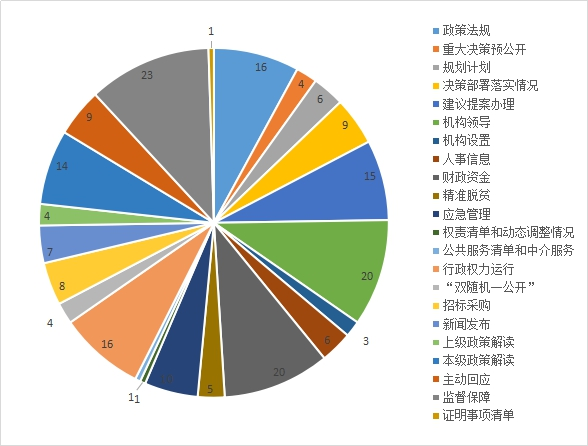 1
16
4
6
9
15
20
3
6
20
5
1
1
16
4
8
7
4
14
9
23
政策法规
重大决策预公开
规划计划
决策部署落实情况
建议提案办理
机构领导
机构设置
人事信息
财政资金
精准脱贫
应急管理
权责清单和动态调整情况
公共服务清单和中介服务
行政权力运行
“双随机一公开”
招标采购
新闻发布
上级政策解读
本级政策解读
主动回应
监督保障
证明事项清单